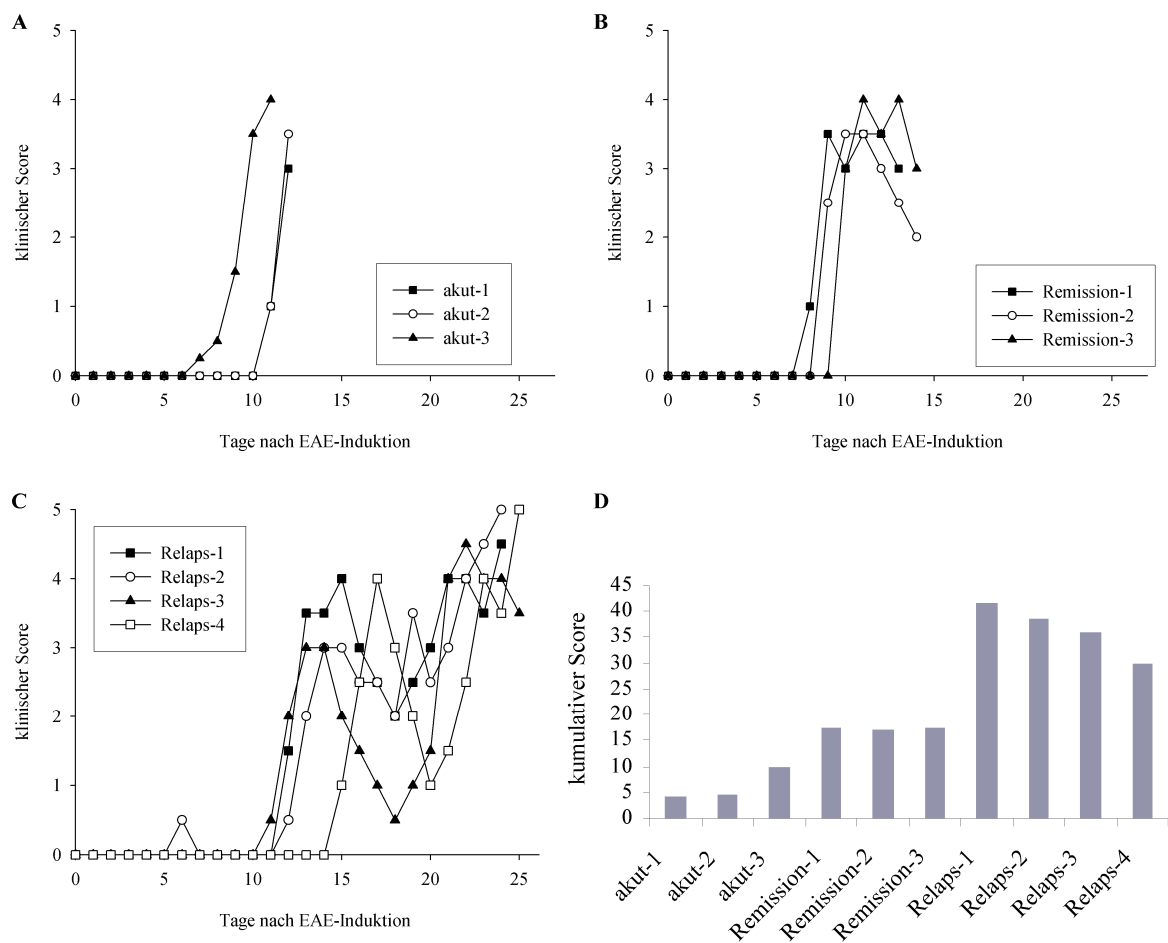 A
5
4
3
2
1
0
klinischer Score
akut-1
akut-2
akut-3
0 5 10 15 20 25
Tage nach EAE-Induktion
B
5
4
3
2
1
0
klinischer Score
Remission-1
Remission-2
Remission-3
0 5 10 15 20 25
Tage nach EAE-Induktion
C
5
4
3
2
1
0
klinischer Score
Relaps-1
Relaps-2
Relaps-3
Relaps-4
0 5 10 15 20 25
Tage nach EAE-Induktion
D
45
40
35
30
25
20
15
10
5
0
kumulativer Score
akut-1
akut-2
akut-3
Remission-1
Remission-2
Remission-3
Relaps-1
Relaps-2
Relaps-3
Relaps-4